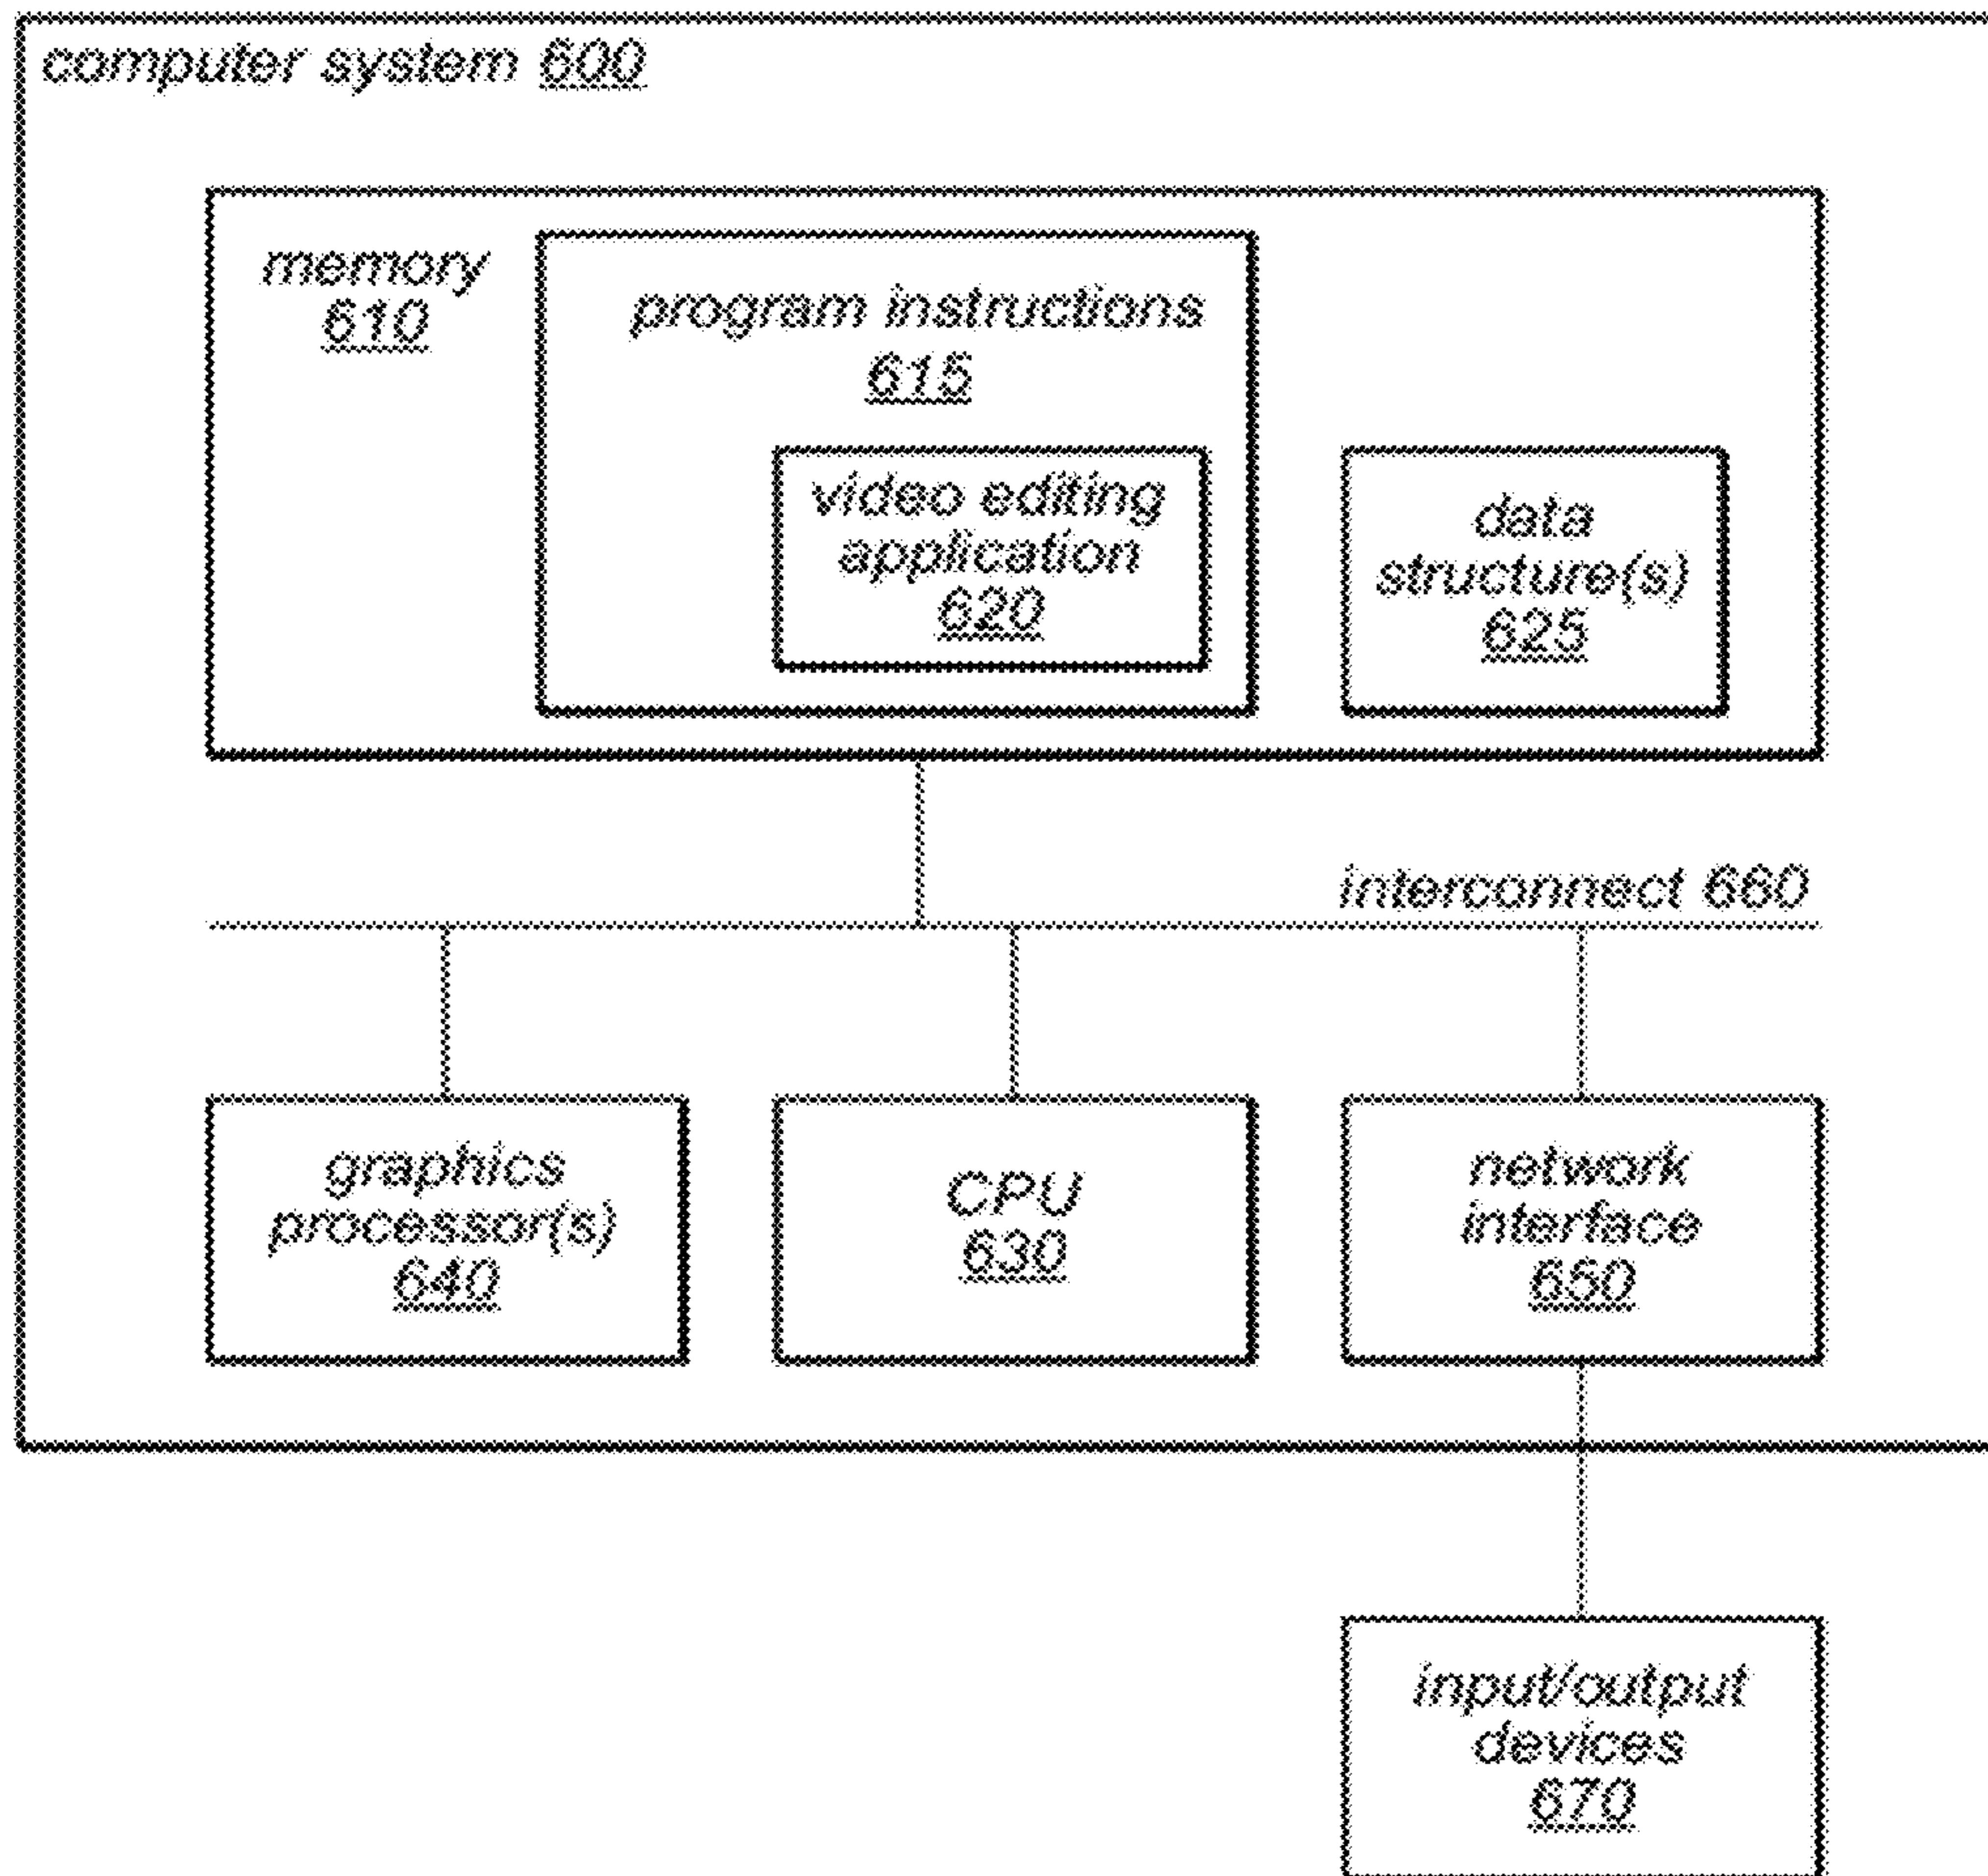 computer system 600
memory
610
program instructions
615
video editing
application
620
data
structure(s)
625
interconnect 660
graphics
processor(s)
640
CPU
630
network
interface
650
input/output
devices
670